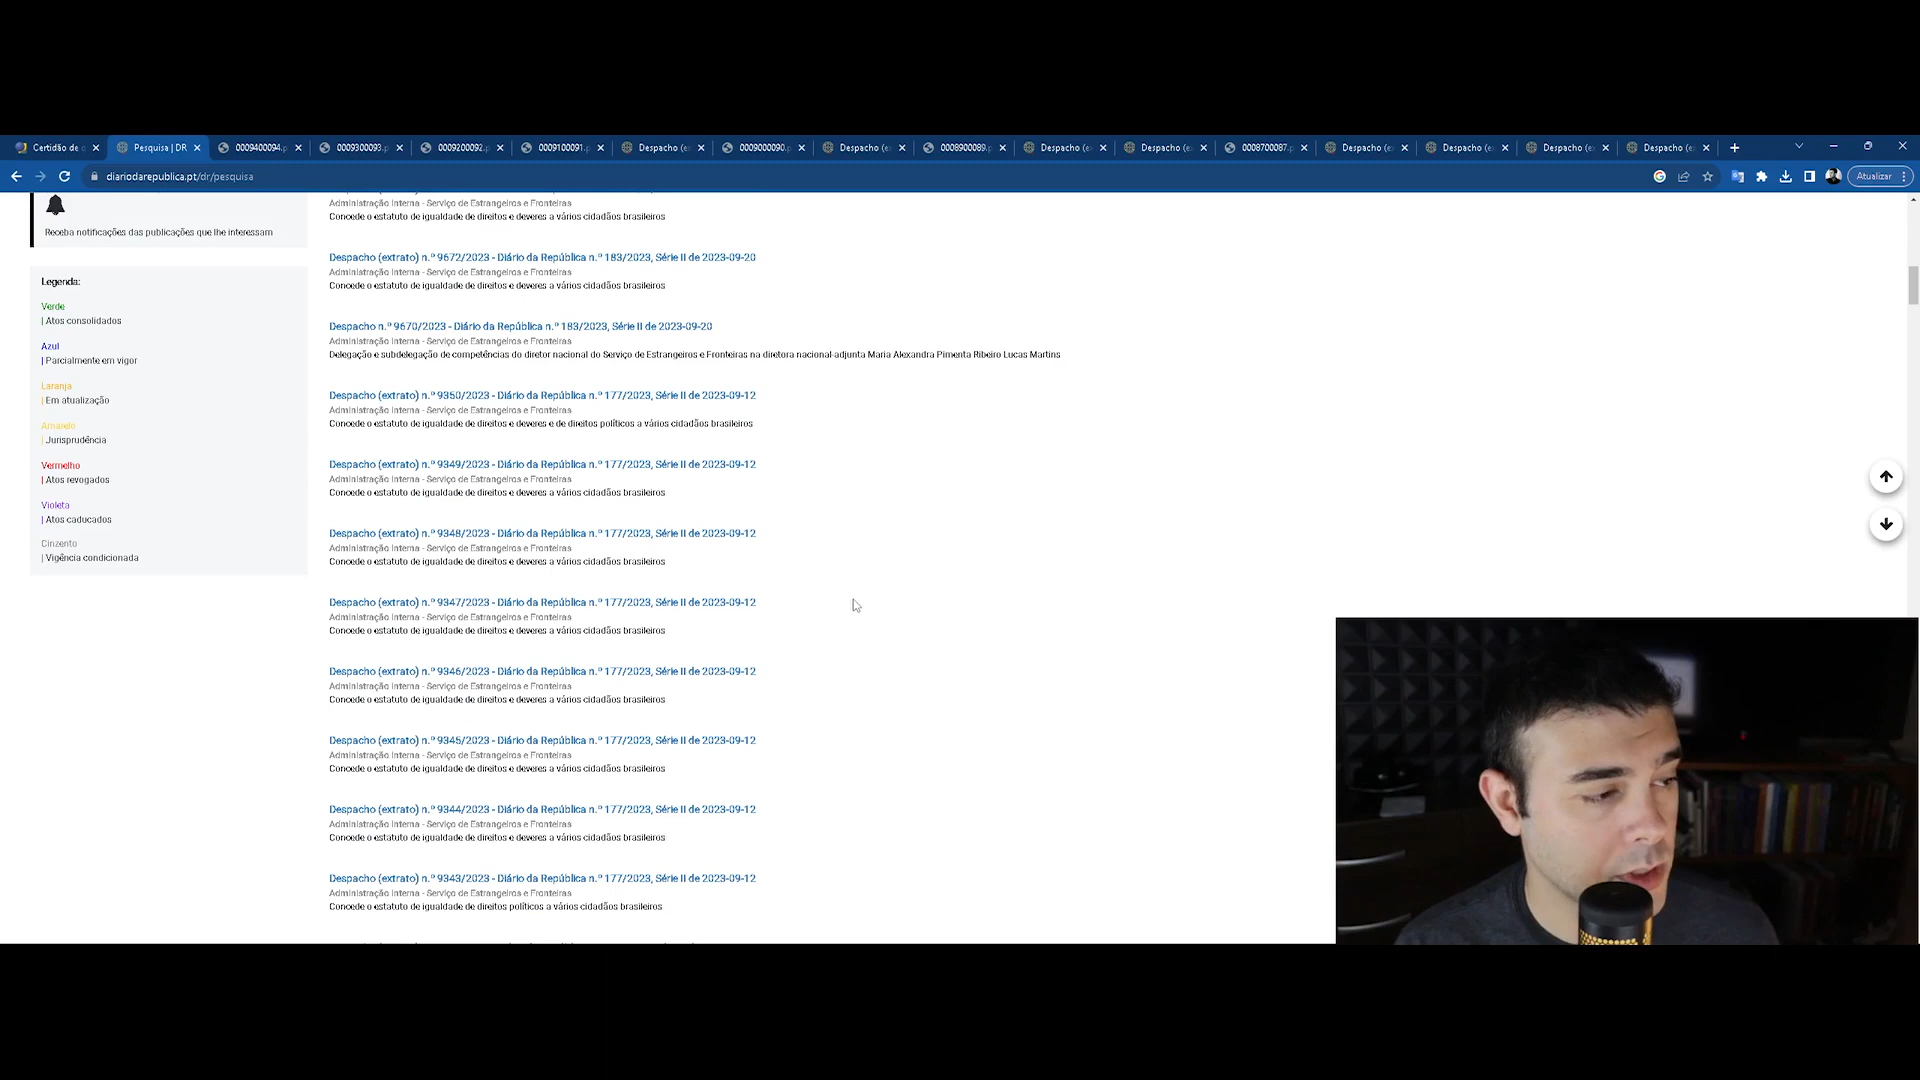 Certidão de
Pesquisa | DR
0009400094.p
0009300093.p
0009200092.p
0009100091.p
Despacho (e
0009000090.p
Despacho (e
0008900089.p
Despacho (e
Despacho (e
0008700087.p
Despacho (e
Despacho (e
Despacho (e
Despacho (e
diariodarepublica.pt/dr/pesquisa
Atualizar
Receba notificações das publicações que lhe interessam
Legenda:
Verde
| Atos consolidados
Azul
| Parcialmente em vigor
Laranja
| Em atualização
Amarelo
| Jurisprudência
Vermelho
| Atos revogados
Violeta
| Atos caducados
Cinzento
| Vigência condicionada
Administração Interna - Serviço de Estrangeiros e Fronteiras
Concede o estatuto de igualdade de direitos e deveres a vários cidadãos brasileiros
Despacho (extrato) n.º 9672/2023 - Diário da República n.º 183/2023, Série II de 2023-09-20
Administração Interna - Serviço de Estrangeiros e Fronteiras
Concede o estatuto de igualdade de direitos e deveres a vários cidadãos brasileiros
Despacho n.º 9670/2023 - Diário da República n.º 183/2023, Série II de 2023-09-20
Administração Interna - Serviço de Estrangeiros e Fronteiras
Delegação e subdelegação de competências do diretor nacional do Serviço de Estrangeiros e Fronteiras na diretora nacional-adjunta Maria Alexandra Pimenta Ribeiro Lucas Martins
Despacho (extrato) n.º 9350/2023 - Diário da República n.º 177/2023, Série II de 2023-09-12
Administração Interna - Serviço de Estrangeiros e Fronteiras
Concede o estatuto de igualdade de direitos e deveres e de direitos políticos a vários cidadãos brasileiros
Despacho (extrato) n.º 9349/2023 - Diário da República n.º 177/2023, Série II de 2023-09-12
Administração Interna - Serviço de Estrangeiros e Fronteiras
Concede o estatuto de igualdade de direitos e deveres a vários cidadãos brasileiros
Despacho (extrato) n.º 9348/2023 - Diário da República n.º 177/2023, Série II de 2023-09-12
Administração Interna - Serviço de Estrangeiros e Fronteiras
Concede o estatuto de igualdade de direitos e deveres a vários cidadãos brasileiros
Despacho (extrato) n.º 9347/2023 - Diário da República n.º 177/2023, Série II de 2023-09-12
Administração Interna - Serviço de Estrangeiros e Fronteiras
Concede o estatuto de igualdade de direitos e deveres a vários cidadãos brasileiros
Despacho (extrato) n.º 9346/2023 - Diário da República n.º 177/2023, Série II de 2023-09-12
Administração Interna - Serviço de Estrangeiros e Fronteiras
Concede o estatuto de igualdade de direitos e deveres a vários cidadãos brasileiros
Despacho (extrato) n.º 9345/2023 - Diário da República n.º 177/2023, Série II de 2023-09-12
Administração Interna - Serviço de Estrangeiros e Fronteiras
Concede o estatuto de igualdade de direitos e deveres a vários cidadãos brasileiros
Despacho (extrato) n.º 9344/2023 - Diário da República n.º 177/2023, Série II de 2023-09-12
Administração Interna - Serviço de Estrangeiros e Fronteiras
Concede o estatuto de igualdade de direitos e deveres a vários cidadãos brasileiros
Despacho (extrato) n.º 9343/2023 - Diário da República n.º 177/2023, Série II de 2023-09-12
Administração Interna - Serviço de Estrangeiros e Fronteiras
Concede o estatuto de igualdade de direitos políticos a vários cidadãos brasileiros